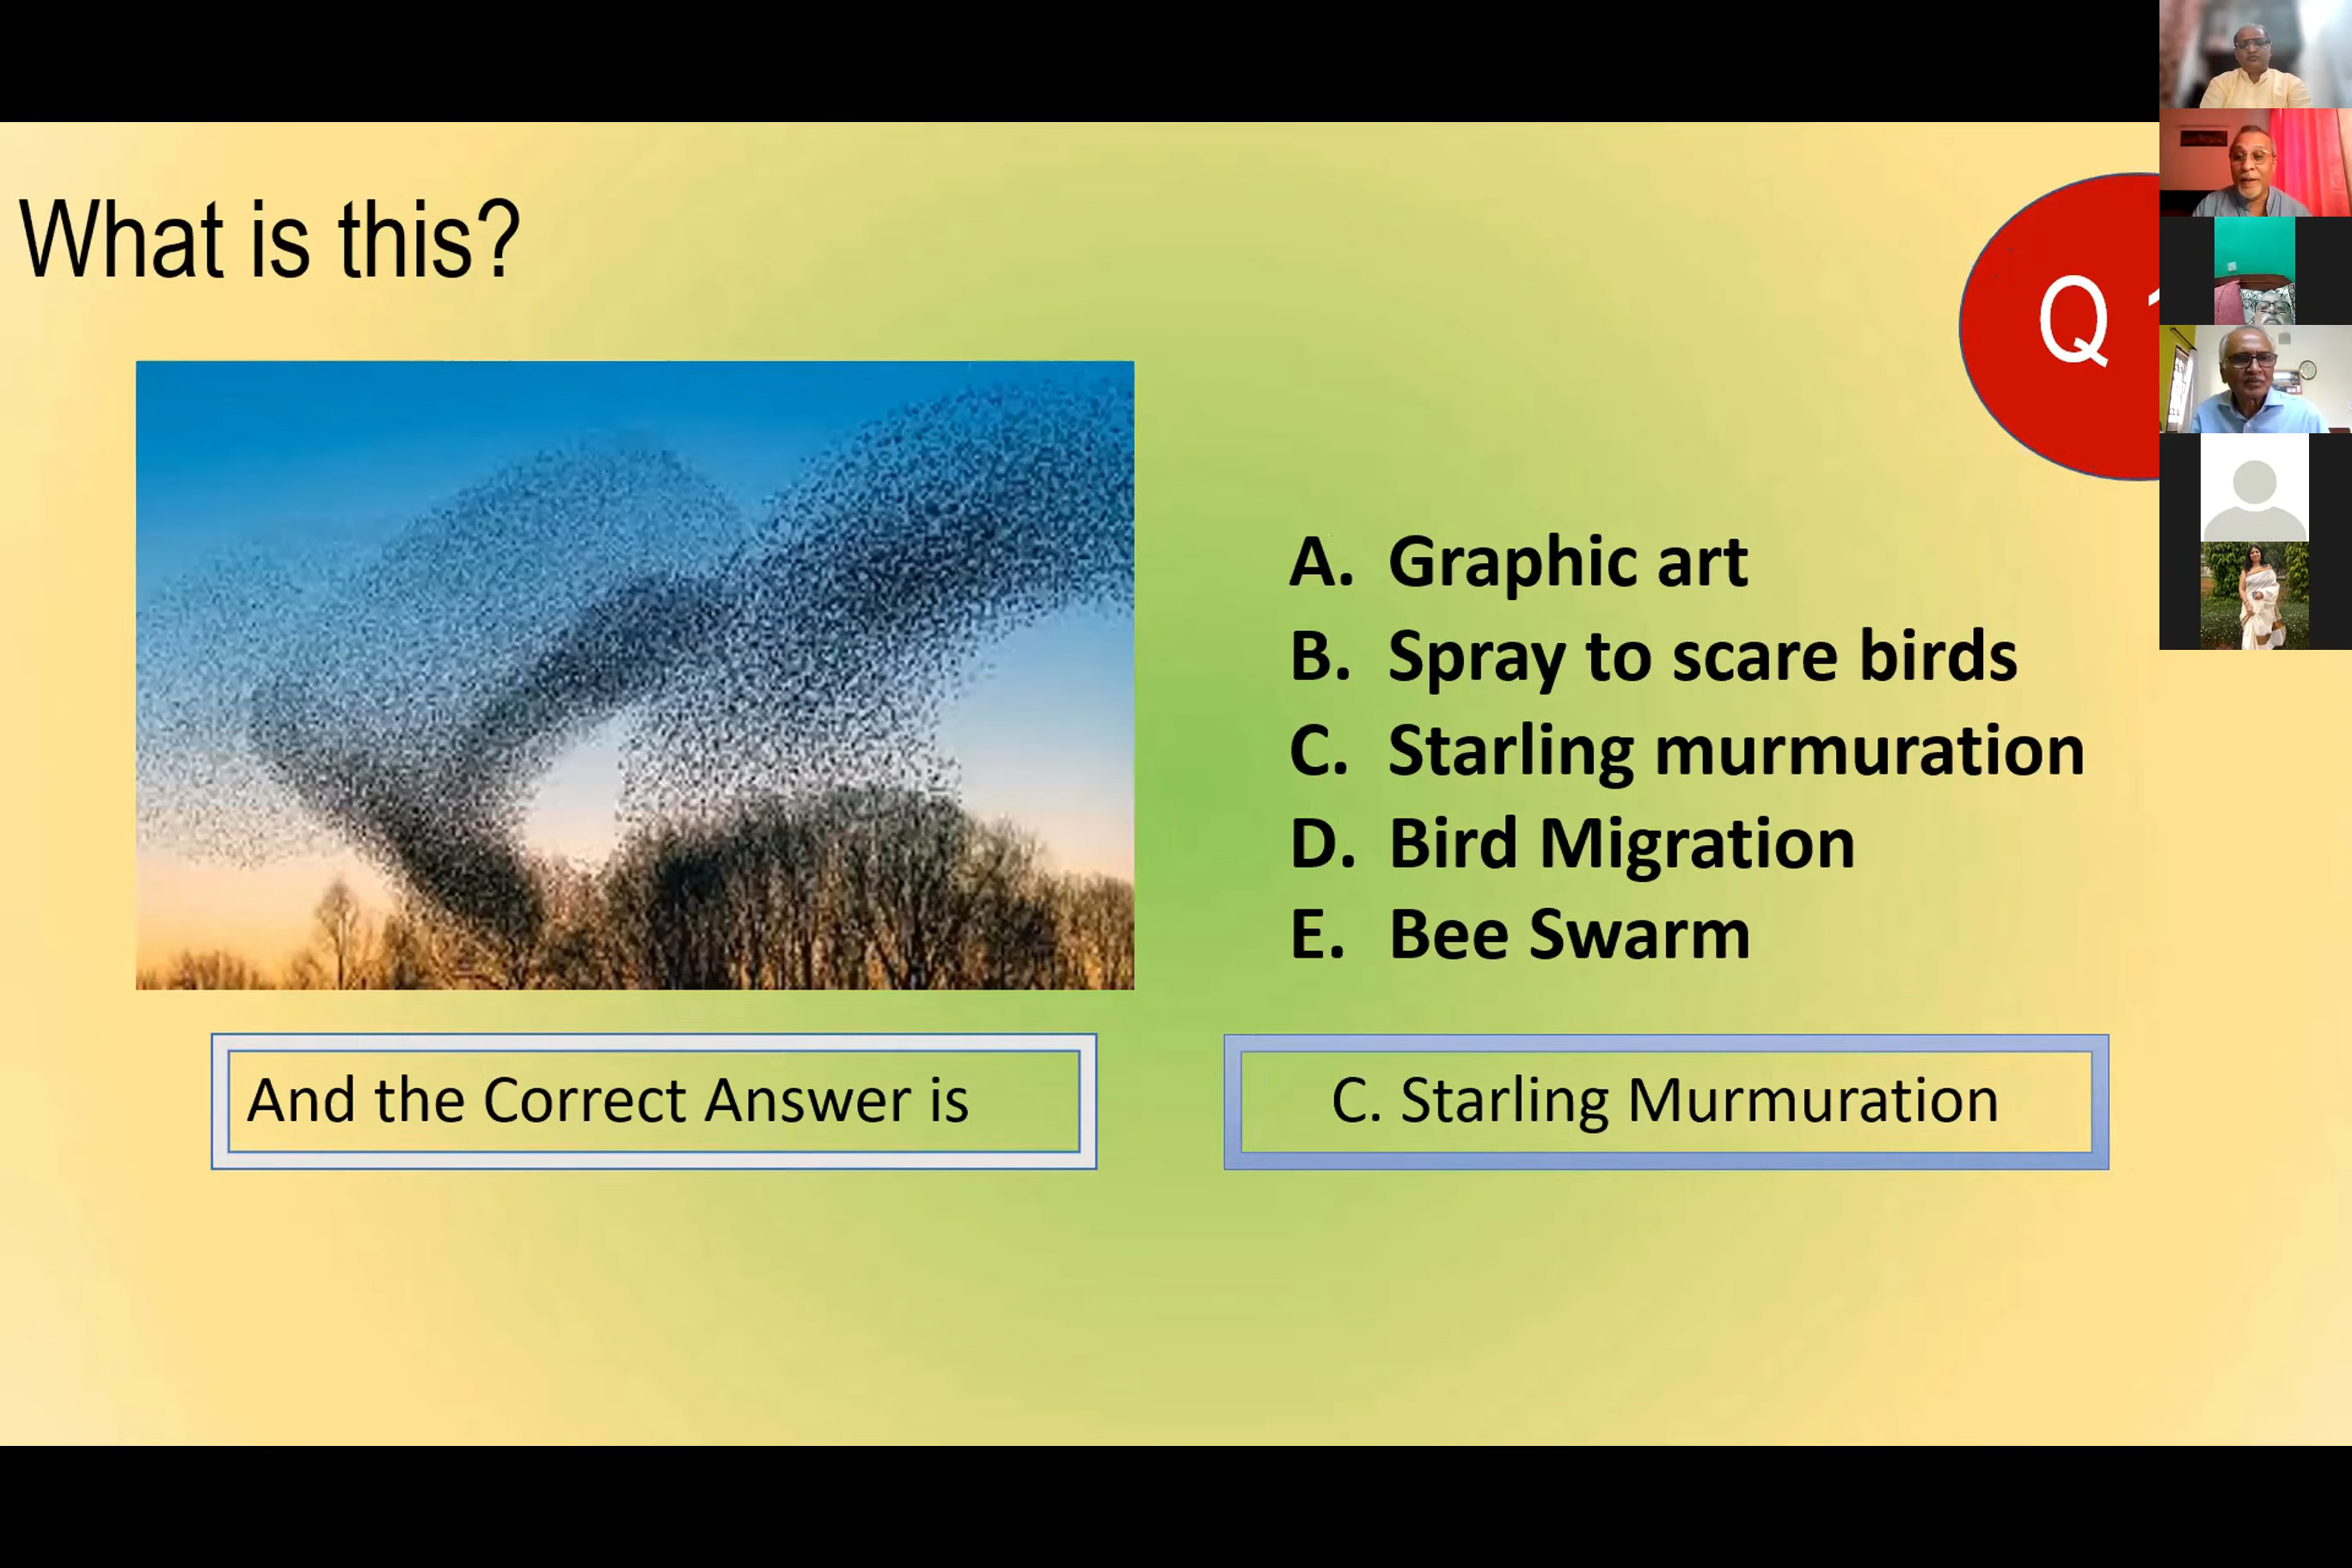 What is this?
Q
A. Graphic art
B. Spray to scare birds
C. Starling murmuration
D. Bird Migration
E. Bee Swarm
And the Correct Answer is
C. Starling Murmuration